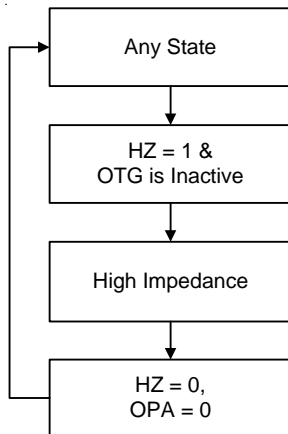 Any State
HZ = 1 &
OTG is Inactive
High Impedance
HZ = 0,
OPA = 0